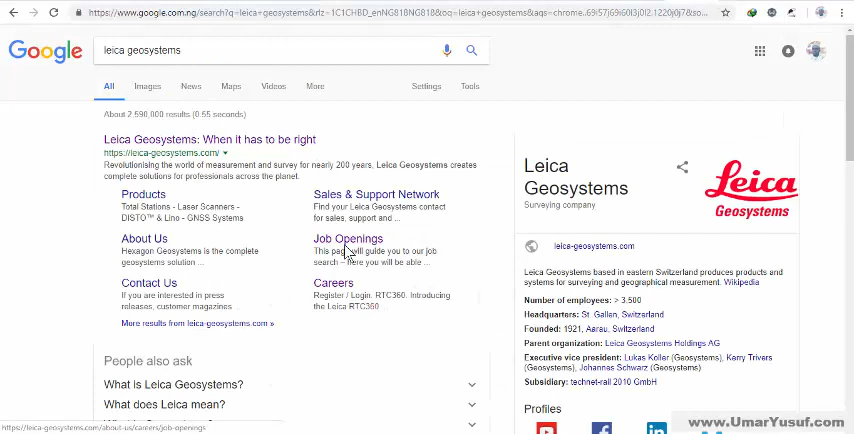 https://www.google.com.ng/search?q=leica+geosystems&rlz=1C1CHBD_enNG818NG818&oq=leica+geosystems&aqs=chrome..69i57j69i60l3j0l2.1220j0j7&so...
Google
leica geosystems
All Images News Maps Videos More Settings Tools
About 2,590,000 results (0.55 seconds)
Leica Geosystems: When it has to be right
https://leica-geosystems.com/
Revolutionising the world of measurement and survey for nearly 200 years, Leica Geosystems creates
complete solutions for professionals across the planet.
Products
Total Stations - Laser Scanners -
DISTO™ & Lino - GNSS Systems
Sales & Support Network
Find your Leica Geosystems contact
for sales, support and ...
About Us
Hexagon Geosystems is the complete
geosystems solution ...
Job Openings
This page will guide you to our job
search – here you will be able ...
Contact Us
If you are interested in press
releases, customer magazines ...
Careers
Register / Login. RTC360. Introducing
the Leica RTC360 ...
More results from leica-geosystems.com »
People also ask
What is Leica Geosystems?
What does Leica mean?
https://leica-geosystems.com/about-us/careers/job-openings
Leica
Geosystems
Surveying company
Leica
Geosystems
leica-geosystems.com
Leica Geosystems based in eastern Switzerland produces products and
systems for surveying and geographical measurement. Wikipedia
Number of employees: > 3.500
Headquarters: St. Gallen, Switzerland
Founded: 1921, Aarau, Switzerland
Parent organization: Leica Geosystems Holdings AG
Executive vice president: Lukas Koller (Geosystems), Kerry Trivers
(Geosystems), Johannes Schwarz (Geosystems)
Subsidiary: technet-rail 2010 GmbH
Profiles
www.UmarYusuf.com